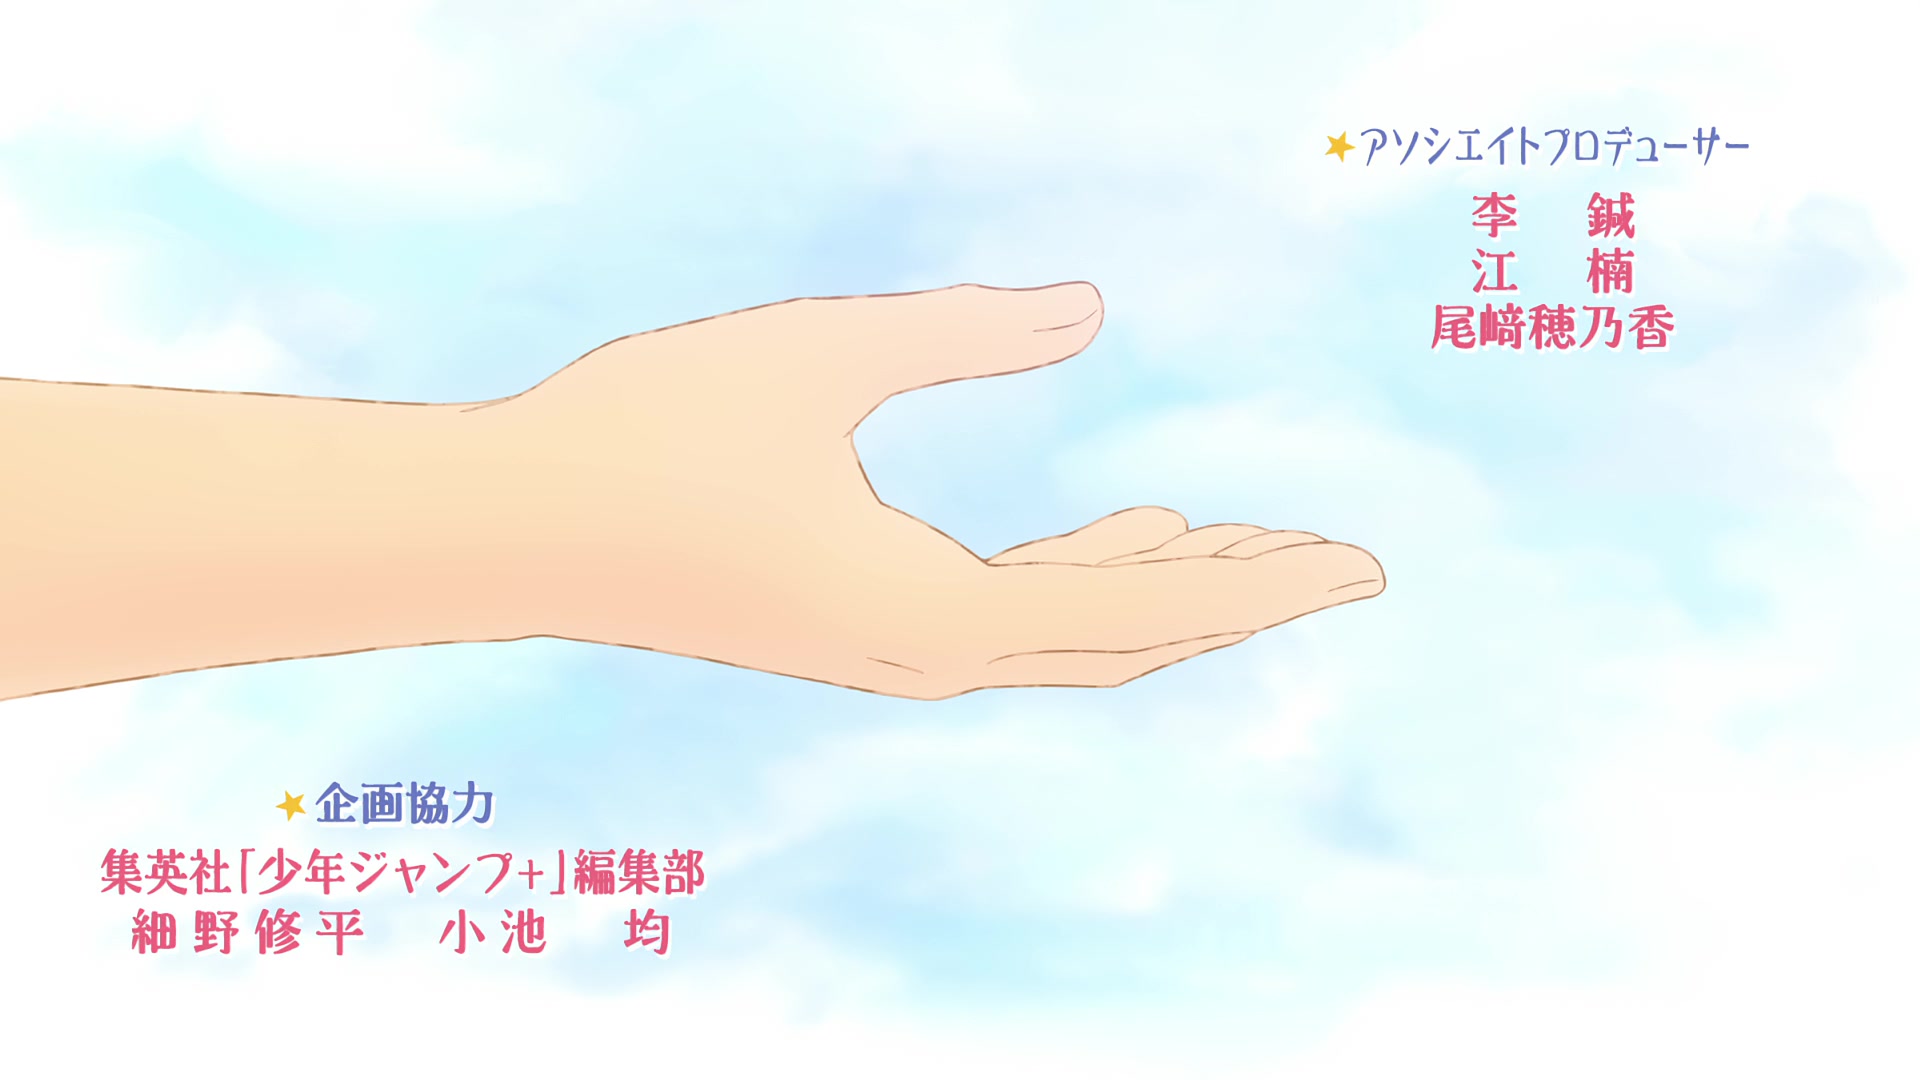 ★アソシエイトプロデューサー
李 鍼
江 楠
尾﨑穂乃香
★企画協力
集英社「少年ジャンプ+」編集部
細野修平 小池 均